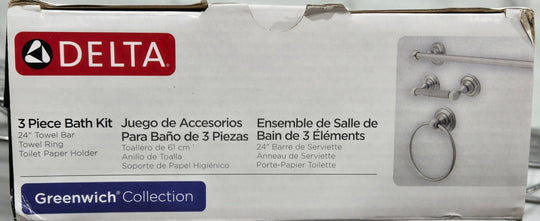 DELTA
3 Piece Bath Kit
24" Towel Bar
Towel Ring
Toilet Paper Holder
Juego de Accesorios
Para Baño de 3 Piezas
Toallero de 61 cm
Anillo de Toalla
Soporte de Papel Higiénico
Ensemble de Salle de
Bain de 3 Éléments
24" Barre de Serviette
Anneau de Serviette
Porte-Papier Toilette
Greenwich® Collection